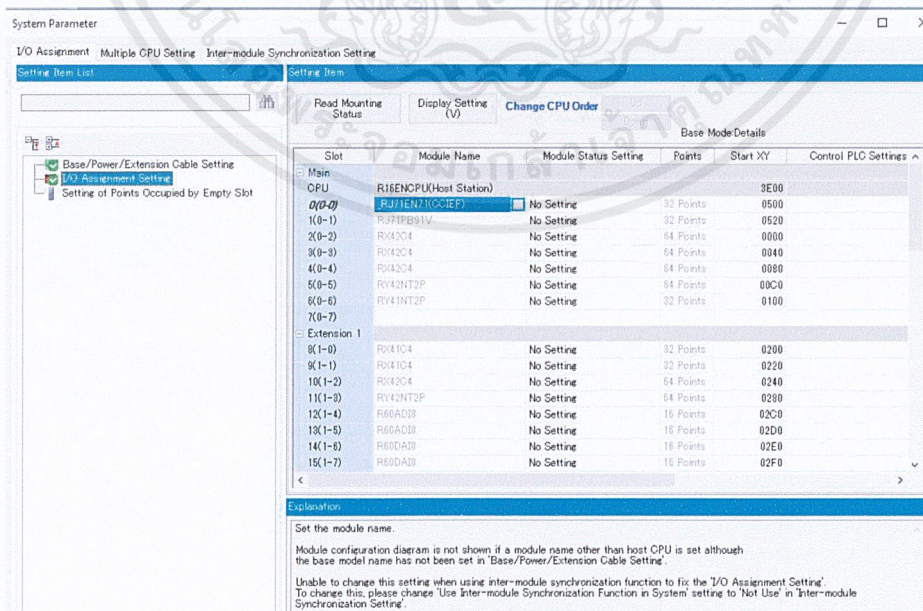 System Parameter
I/O Assignment Multiple CPU Setting Inter-module Synchronization Setting
Setting Item List
Setting Item
Read Mounting Status
Display Setting (V)
Change CPU Order
Base Mode:Details
Base/Power/Extension Cable Setting
I/O Assignment Setting
Setting of Points Occupied by Empty Slot
Slot Module Name Module Status Setting Points Start XY Control PLC Settings
Main
CPU R16ENCPU(Host Station) 3E00
0(0-0) _RJ71EN71(CCIEF) No Setting 32 Points 0500
1(0-1) RJ71PB91V No Setting 32 Points 0520
2(0-2) RX42C4 No Setting 64 Points 0000
3(0-3) RX42C4 No Setting 64 Points 0040
4(0-4) RX42C4 No Setting 64 Points 0080
5(0-5) RY42NT2P No Setting 64 Points 00C0
6(0-6) RY41NT2P No Setting 32 Points 0100
7(0-7)
Extension 1
8(1-0) RX41C4 No Setting 32 Points 0200
9(1-1) RX41C4 No Setting 32 Points 0220
10(1-2) RX42C4 No Setting 64 Points 0240
11(1-3) RY42NT2P No Setting 64 Points 0280
12(1-4) R60ADI8 No Setting 16 Points 02C0
13(1-5) R60ADI8 No Setting 16 Points 02D0
14(1-6) R60DAI8 No Setting 16 Points 02E0
15(1-7) R60DAI8 No Setting 16 Points 02F0
Explanation
Set the module name.
Module configuration diagram is not shown if a module name other than host CPU is set although
the base model name has not been set in 'Base/Power/Extension Cable Setting'.
Unable to change this setting when using inter-module synchronization function to fix the 'I/O Assignment Setting'.
To change this, please change 'Use Inter-module Synchronization Function in System' setting to 'Not Use' in 'Inter-module
Synchronization Setting'.